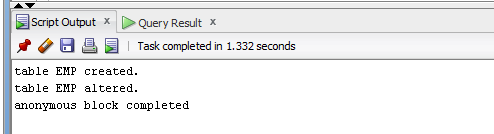 Script Output x Query Result x
Task completed in 1.332 seconds
table EMP created.
table EMP altered.
anonymous block completed